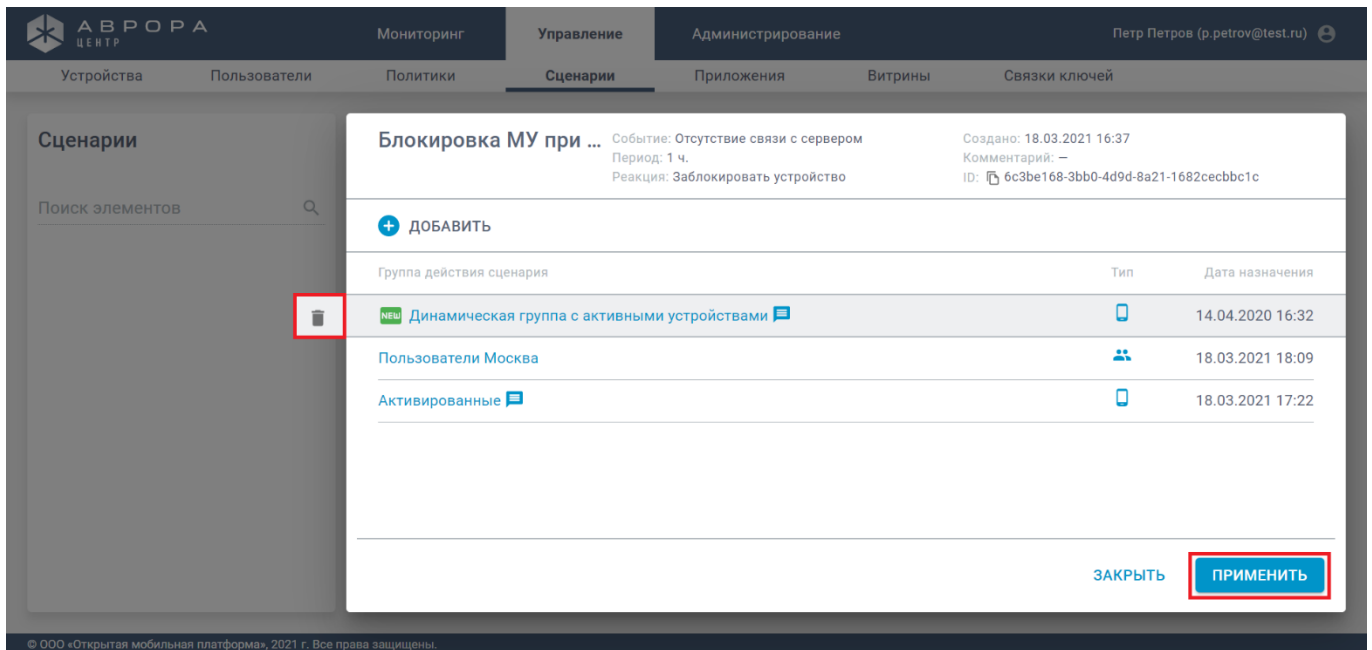 АВРОРА
ЦЕНТР
Мониторинг Управление Администрирование Петр Петров (p.petrov@test.ru)
Устройства Пользователи Политики Сценарии Приложения Витрины Связки ключей
Сценарии
Поиск элементов
Блокировка МУ при ...
Событие: Отсутствие связи с сервером
Период: 1 ч.
Реакция: Заблокировать устройство
Создано: 18.03.2021 16:37
Комментарий: —
ID: 6c3be168-3bb0-4d9d-8a21-1682cecbbc1c
ДОБАВИТЬ
Группа действия сценария Тип Дата назначения
NEW Динамическая группа с активными устройствами 14.04.2020 16:32
Пользователи Москва 18.03.2021 18:09
Активированные 18.03.2021 17:22
ЗАКРЫТЬ ПРИМЕНИТЬ
© ООО «Открытая мобильная платформа», 2021 г. Все права защищены.